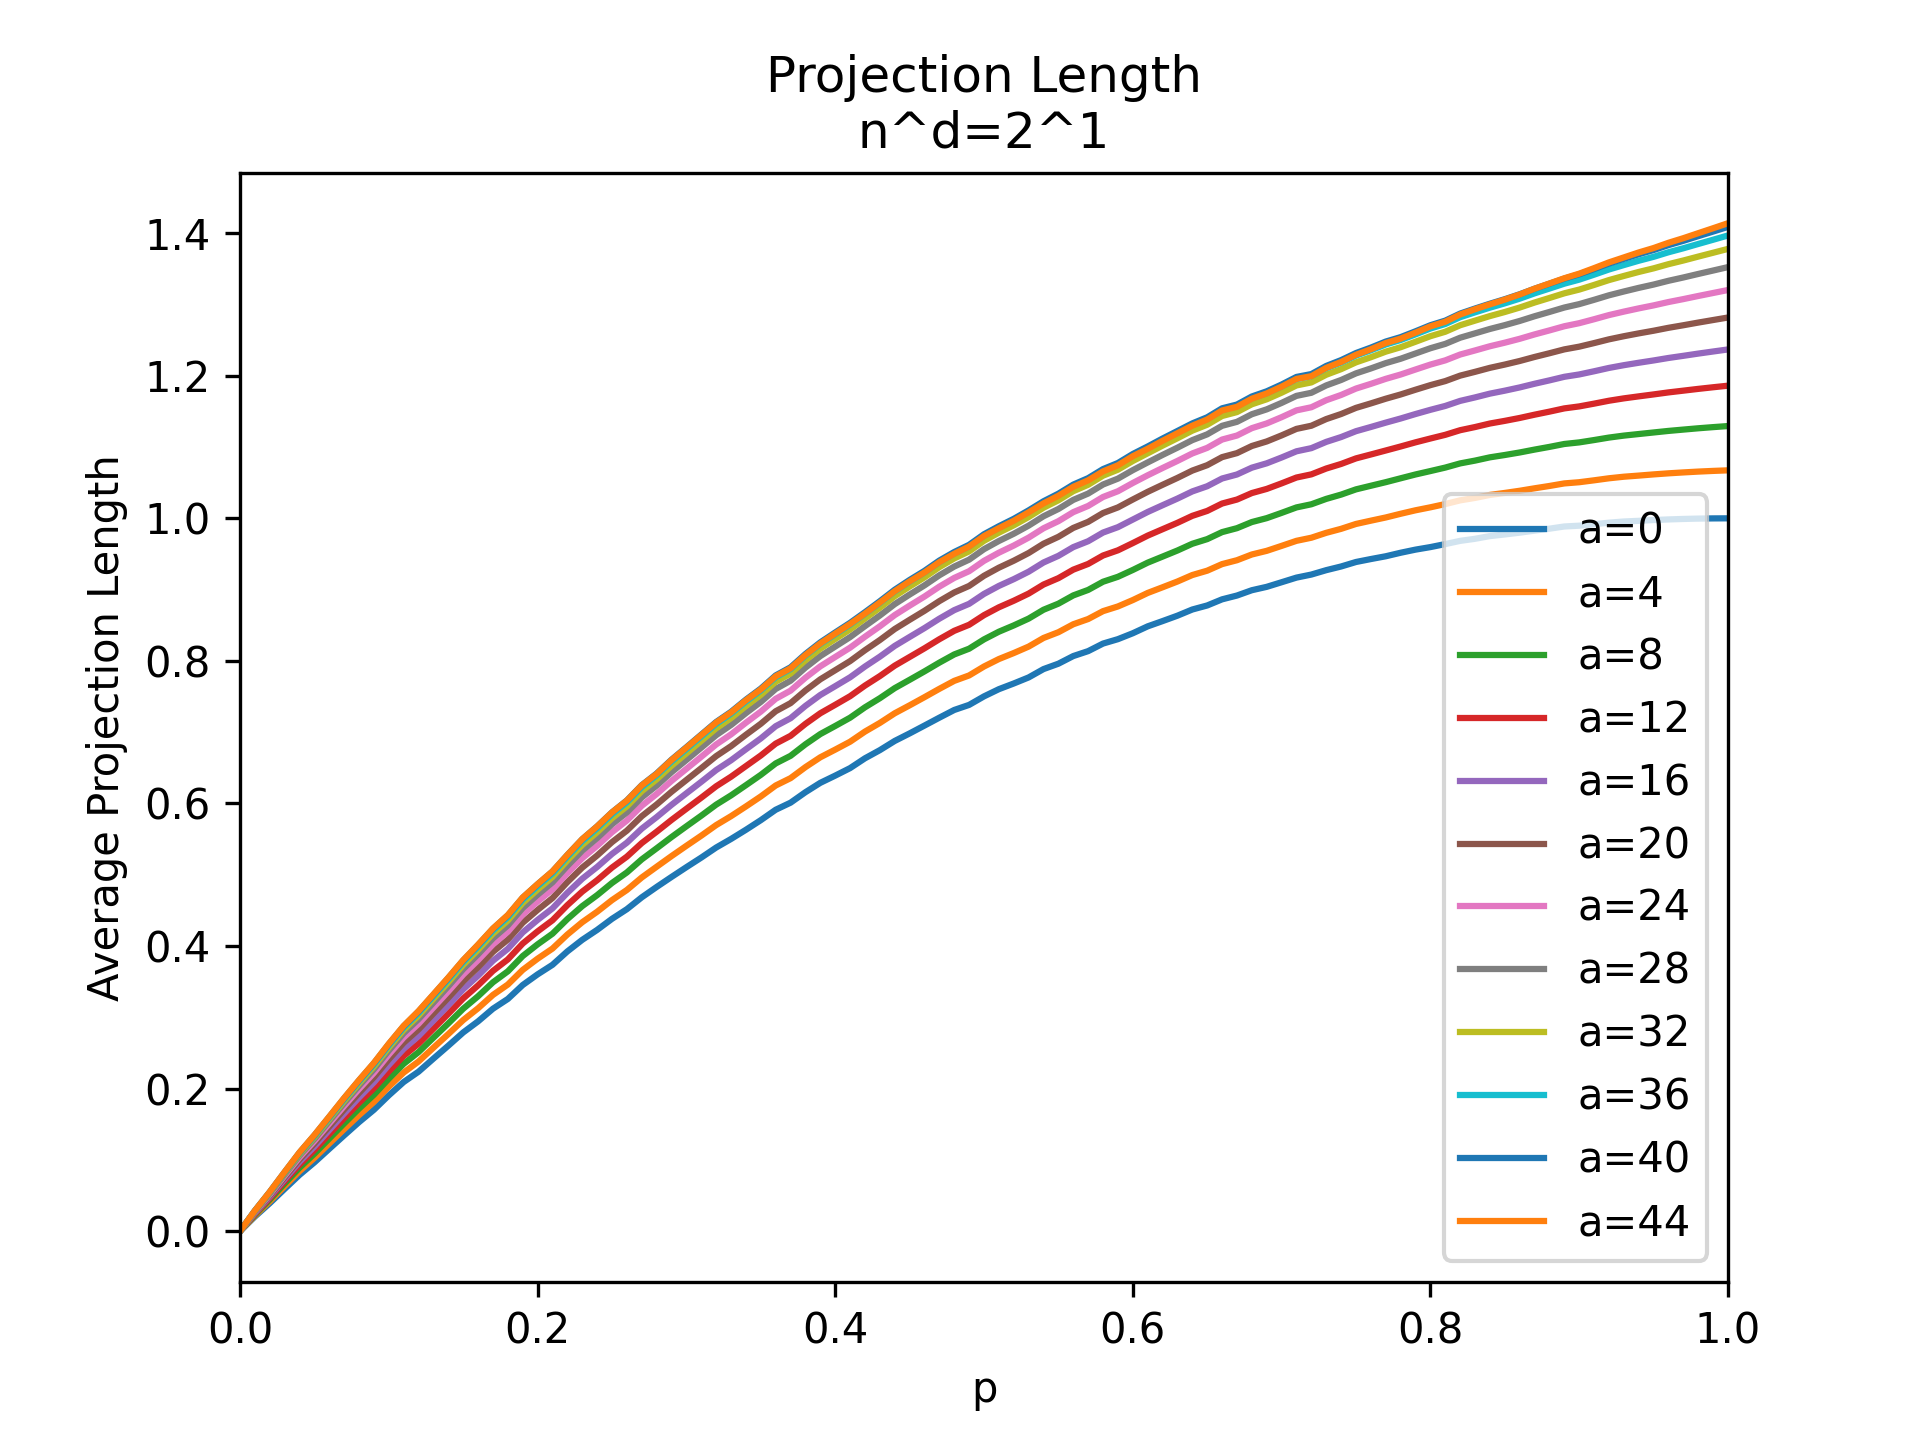 Projection Length
n^d=2^1
Average Projection Length
1.4
1.2
1.0
0.8
0.6
0.4
0.2
0.0
0.0 0.2 0.4 0.6 0.8 1.0
p
a=0
a=4
a=8
a=12
a=16
a=20
a=24
a=28
a=32
a=36
a=40
a=44